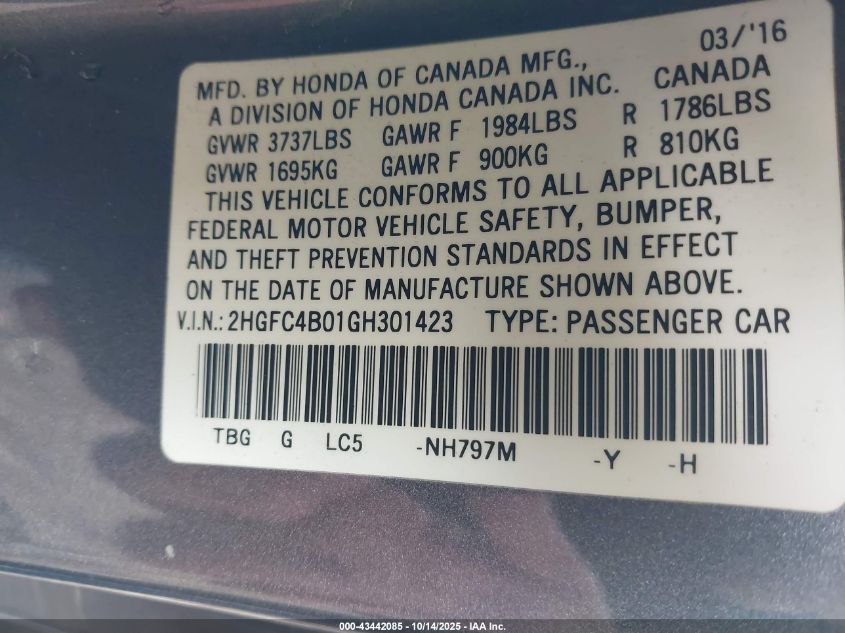 03/'16
MFD. BY HONDA OF CANADA MFG.,
A DIVISION OF HONDA CANADA INC. CANADA
GVWR 3737LBS GAWR F 1984LBS R 1786LBS
GVWR 1695KG GAWR F 900KG R 810KG
THIS VEHICLE CONFORMS TO ALL APPLICABLE
FEDERAL MOTOR VEHICLE SAFETY, BUMPER,
AND THEFT PREVENTION STANDARDS IN EFFECT
ON THE DATE OF MANUFACTURE SHOWN ABOVE.
V.I.N.: 2HGFC4B01GH301423 TYPE: PASSENGER CAR
TBG G LC5 -NH797M -Y -H
000-43442085 - 10/14/2025 - IAA Inc.